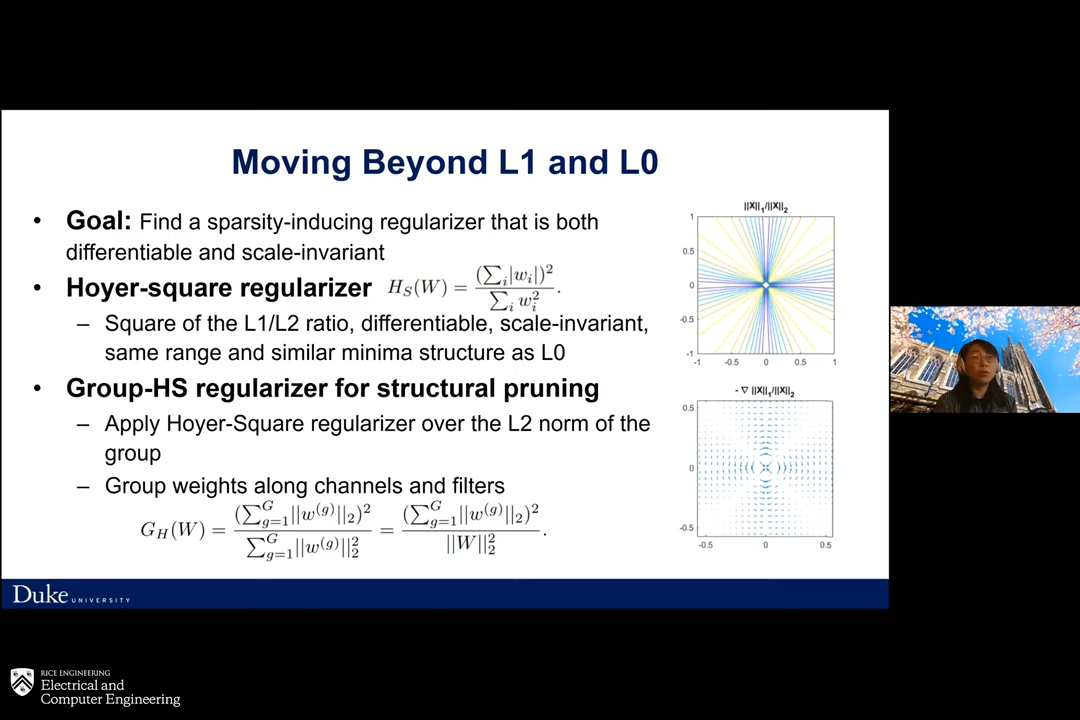 Moving Beyond L1 and L0
• Goal: Find a sparsity-inducing regularizer that is both
differentiable and scale-invariant
• Hoyer-square regularizer H_S(W) = (∑_i|w_i|)² / ∑_i w_i².
– Square of the L1/L2 ratio, differentiable, scale-invariant,
same range and similar minima structure as L0
• Group-HS regularizer for structural pruning
– Apply Hoyer-Square regularizer over the L2 norm of the
group
– Group weights along channels and filters
G_H(W) = (∑_{g=1}^{G} ||w^{(g)}||_2)² / ∑_{g=1}^{G} ||w^{(g)}||_2^2 = (∑_{g=1}^{G} ||w^{(g)}||_2)² / ||W||_2^2.
||X||_1/||X||_2
1
0.5
0
-0.5
-1
-1 -0.5 0 0.5 1
- ∇ ||X||_1/||X||_2
0.5
0
-0.5
-0.5 0 0.5
Duke UNIVERSITY
RICE ENGINEERING
Electrical and
Computer Engineering